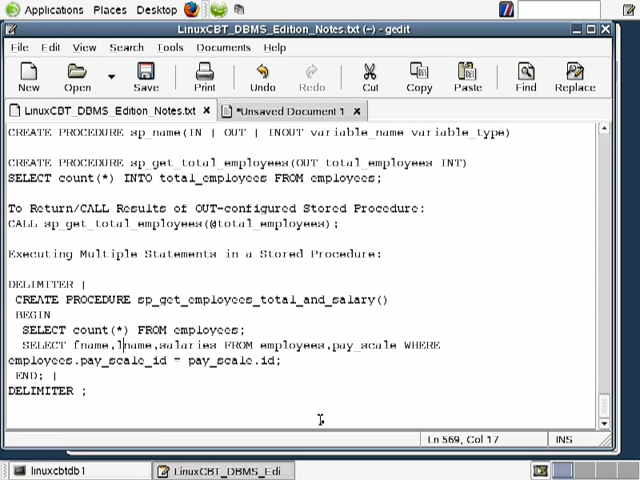 Applications Places Desktop
LinuxCBT_DBMS_Edition_Notes.txt (~) - gedit
File Edit View Search Tools Documents Help
New Open Save Print Undo Redo Cut Copy Paste Find Replace
LinuxCBT_DBMS_Edition_Notes.txt *Unsaved Document 1
CREATE PROCEDURE sp_name(IN | OUT | INOUT variable_name variable_type)
CREATE PROCEDURE sp_get_total_employees(OUT total_employees INT)
SELECT count(*) INTO total_employees FROM employees;
To Return/CALL Results of OUT-configured Stored Procedure:
CALL sp_get_total_employees(@total_employees);
Executing Multiple Statements in a Stored Procedure:
DELIMITER |
CREATE PROCEDURE sp_get_employees_total_and_salary()
BEGIN
SELECT count(*) FROM employees;
SELECT fname,lname,salaries FROM employees,pay_scale WHERE
employees.pay_scale_id = pay_scale.id;
END; |
DELIMITER ;
Ln 569, Col 17 INS
linuxcbtdb1 LinuxCBT_DBMS_Edi